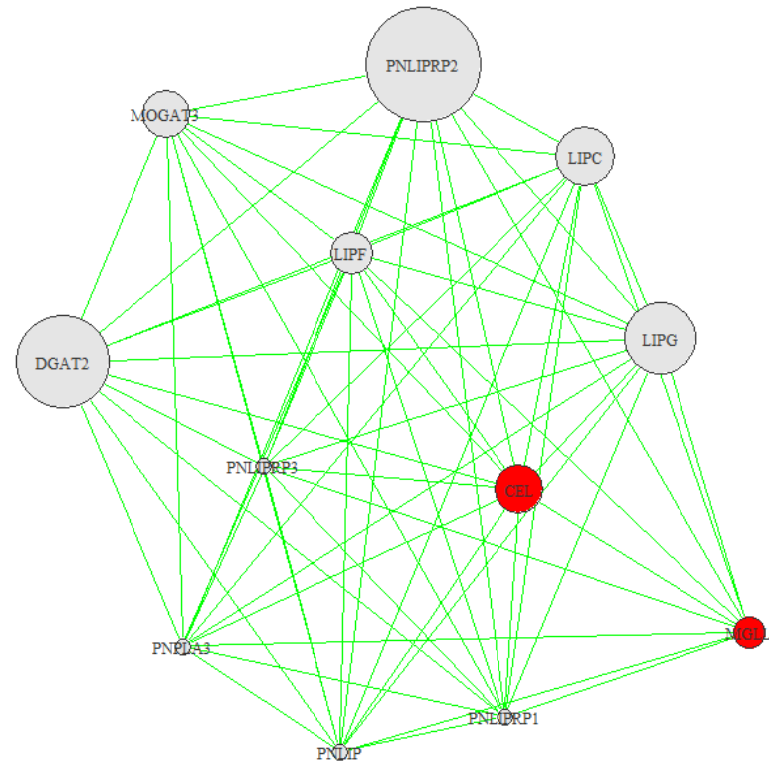 PNLIPRP2
MOGAT3
LIPC
LIPF
LIPG
DGAT2
PNLIPRP3
CEL
MGLL
PNPLA3
PNLIPRP1
PNLIP